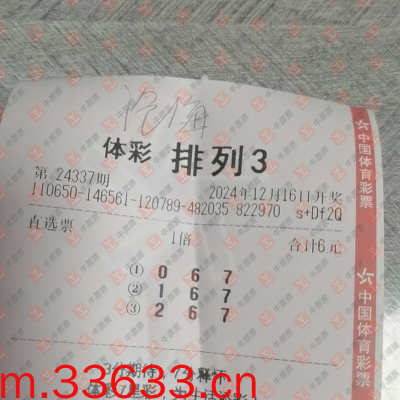 沧海
体彩 排列3
第 24337期 2024年12月16日开奖
110650-146561-120789-482035 822970 s+Df2Q
直选票 1倍 合计6元
① 0 6 7
② 1 6 7
③ 2 6 7
中国体育彩票
中国体育彩票
m.33633.cn